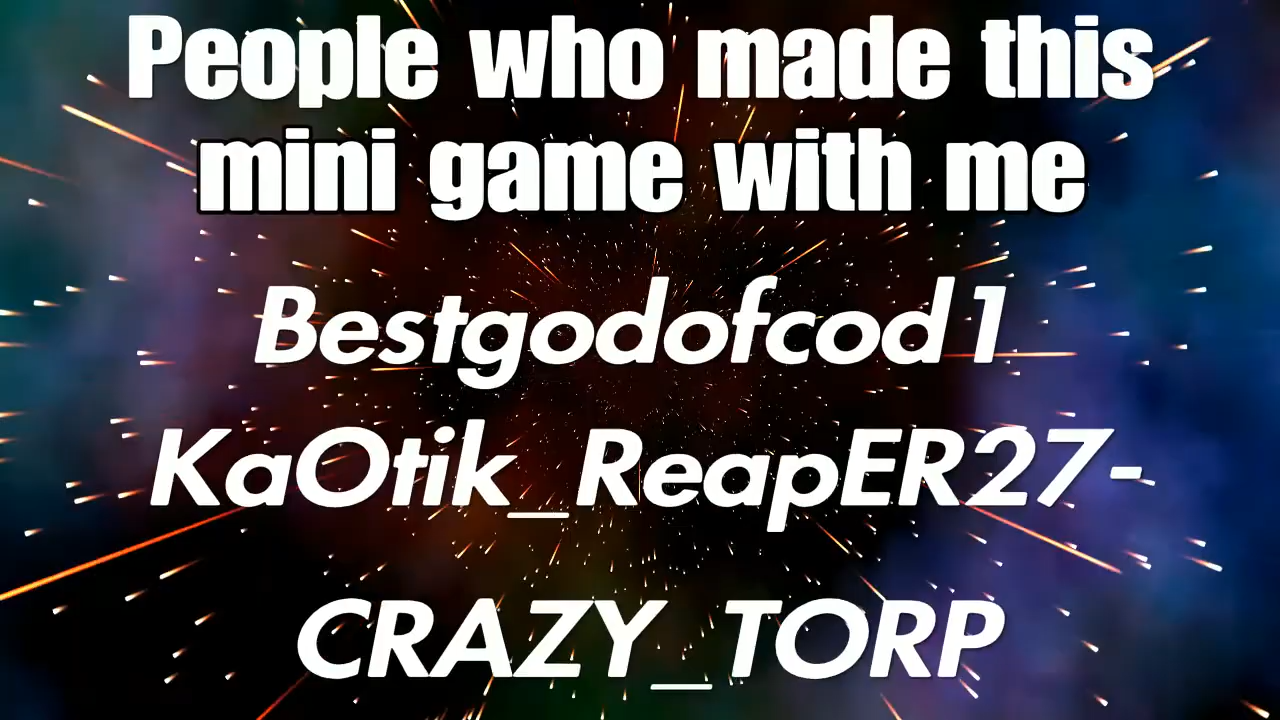 People who made this
mini game with me
Bestgodofcod1
KaOtik_ReapER27-
CRAZY_TORP